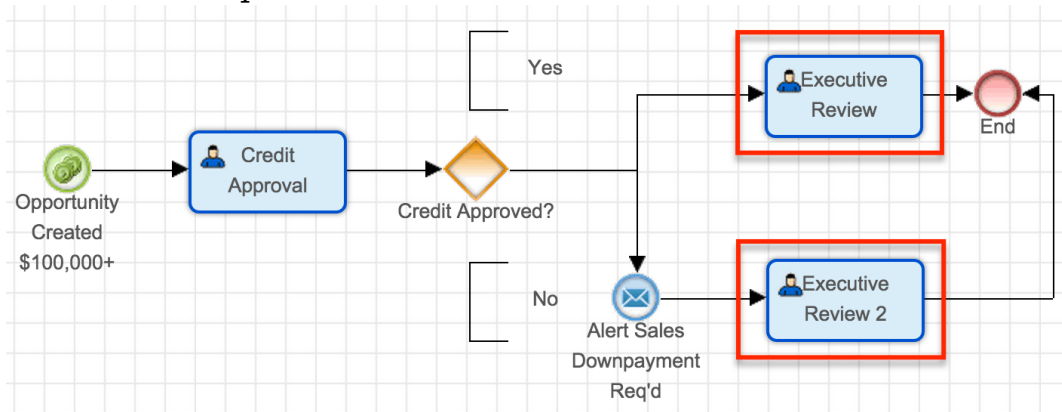 Yes
Executive
Review
End
Credit
Approval
Opportunity
Created
$100,000+
Credit Approved?
No
Executive
Review 2
Alert Sales
Downpayment
Req'd